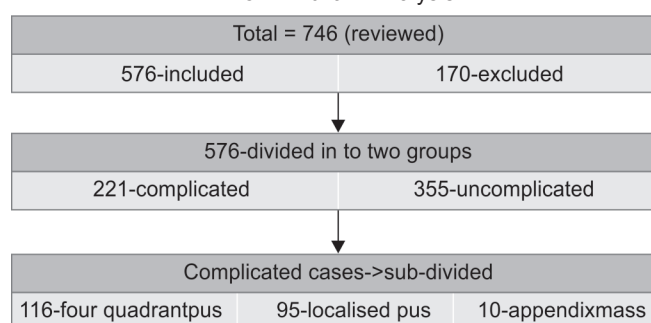 Total = 746 (reviewed)
576-included 170-excluded
576-divided in to two groups
221-complicated 355-uncomplicated
Complicated cases->sub-divided
116-four quadrantpus 95-localised pus 10-appendixmass